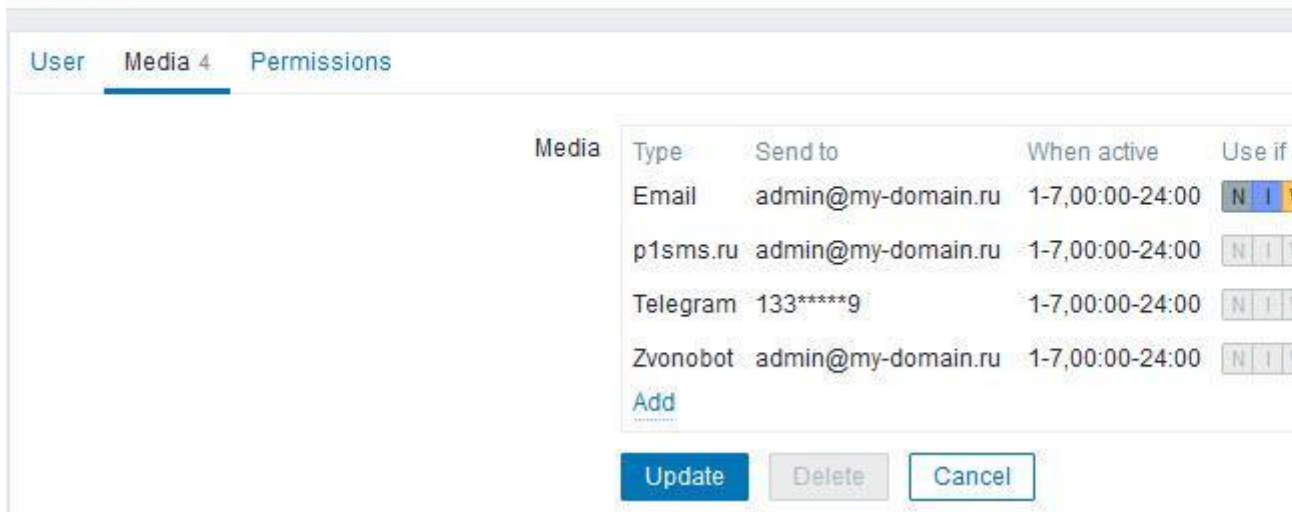 User Media 4 Permissions
Media Type Send to When active Use if
Email admin@my-domain.ru 1-7,00:00-24:00 N I
p1sms.ru admin@my-domain.ru 1-7,00:00-24:00 N I
Telegram 133*****9 1-7,00:00-24:00 N I
Zvonobot admin@my-domain.ru 1-7,00:00-24:00 N I
Add
Update Delete Cancel